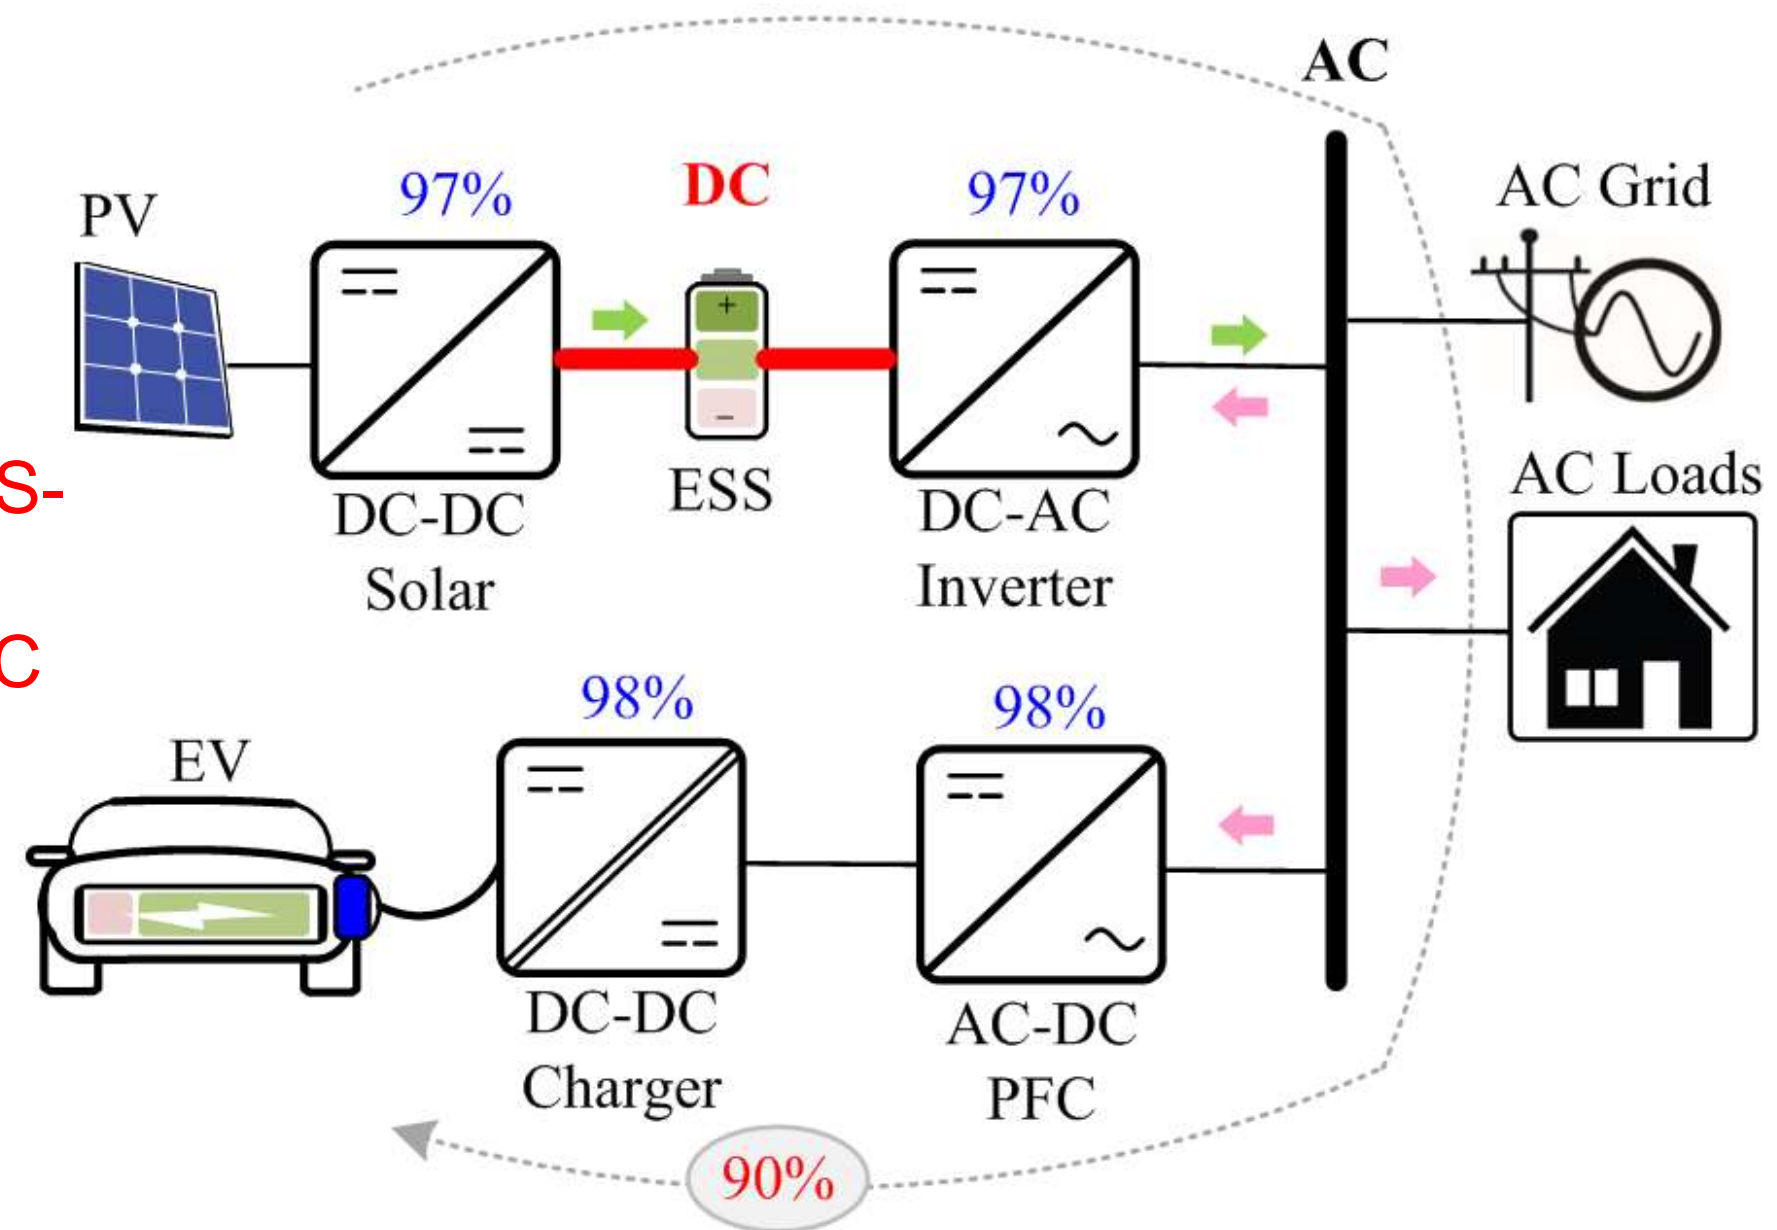 AC
PV
97%
DC
97%
AC Grid
+
−
DC-DC
Solar
ESS
DC-AC
Inverter
AC Loads
S-
C
EV
98%
98%
DC-DC
Charger
AC-DC
PFC
90%